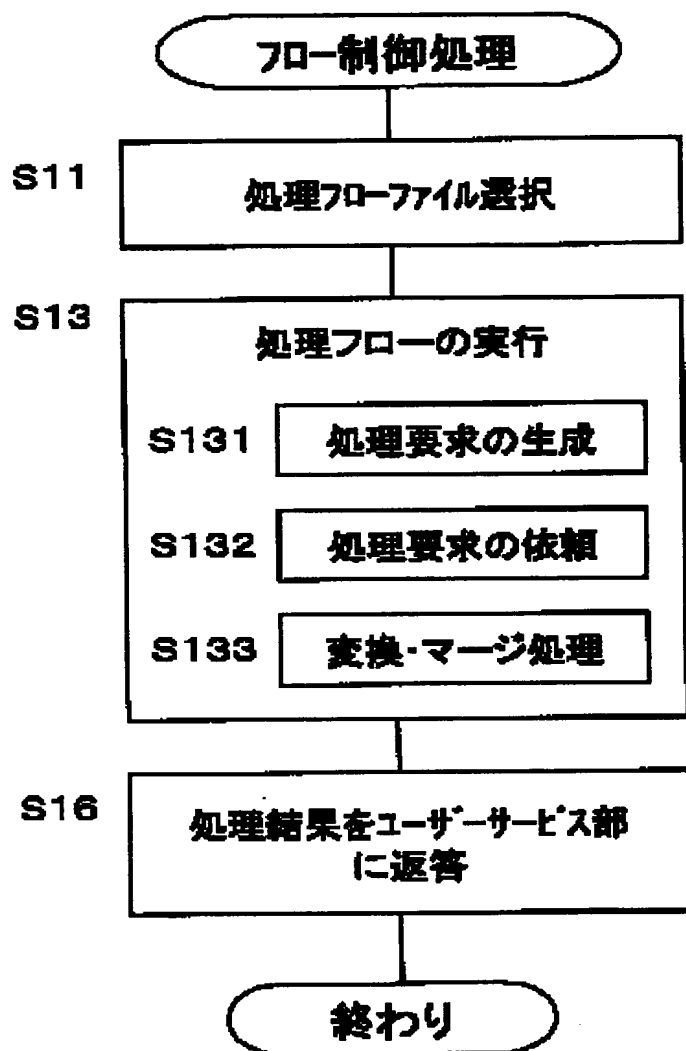 フロー制御処理
S11
処理フローファイル選択
S13
処理フローの実行
S131
処理要求の生成
S132
処理要求の依頼
S133
変換・マージ処理
S16
処理結果をユーザーサービス部
に返答
終わり